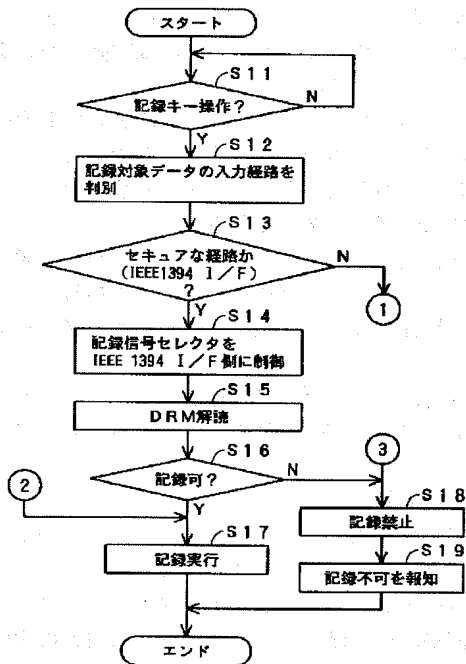 スタート
S11
記録キー操作?
N
Y
S12
記録対象データの入力経路を
判別
S13
セキュアな経路か
(IEEE1394 I/F)
?
N
Y
1
S14
記録信号セレクタを
IEEE 1394 I/F側に制御
S15
DRM解読
S16
記録可?
N
Y
3
2
S17
記録実行
S18
記録禁止
S19
記録不可を報知
エンド